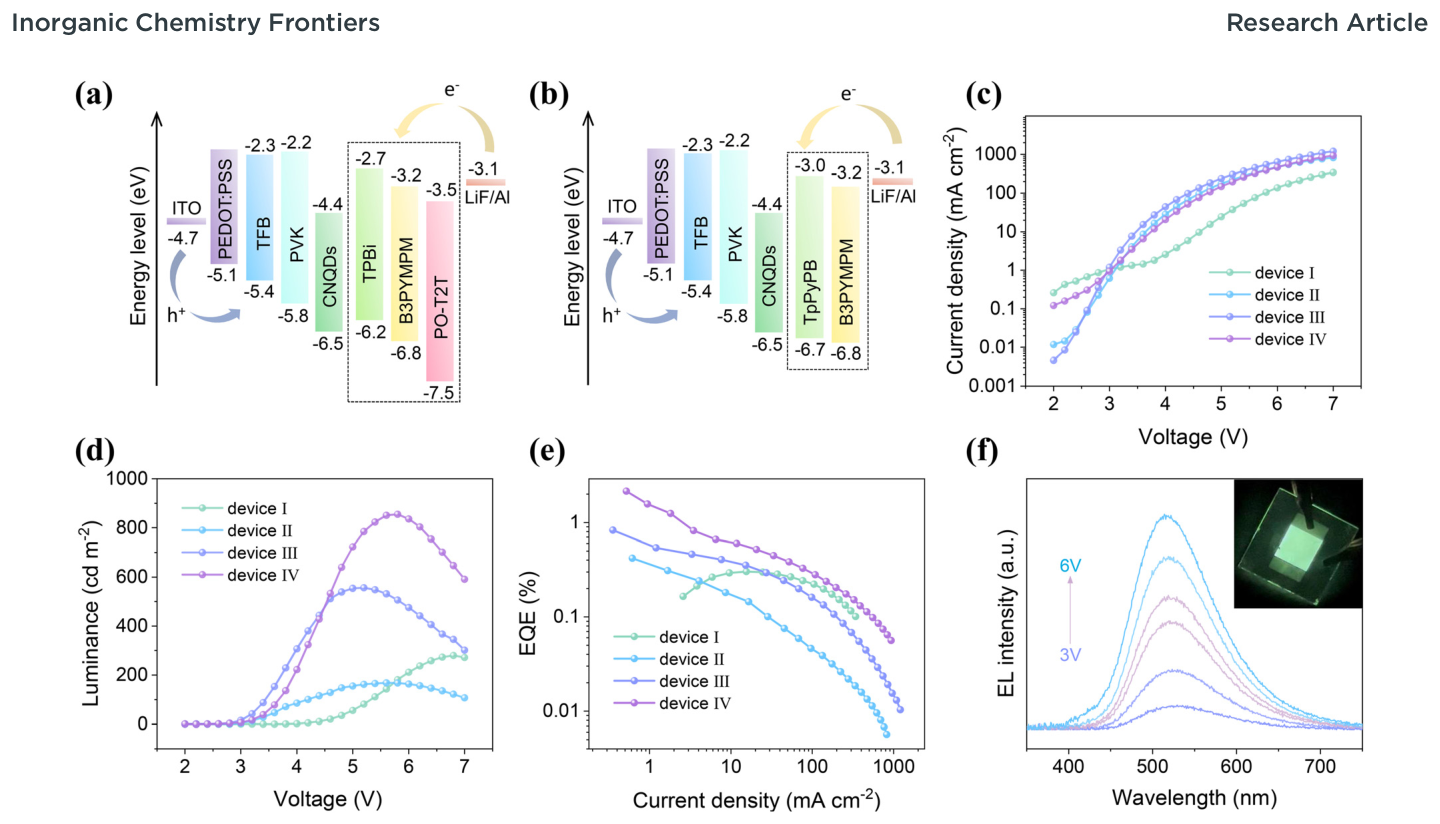 Inorganic Chemistry Frontiers
Research Article
(a)
Energy level (eV)
ITO
-4.7
h⁺
PEDOT:PSS
-5.1
-2.3
TFB
-5.4
-2.2
PVK
-5.8
-4.4
CNQDs
-6.5
-2.7
TPBi
-6.2
-3.2
B3PYMPM
-6.8
-3.5
PO-T2T
-7.5
e⁻
-3.1
LiF/Al
(b)
Energy level (eV)
ITO
-4.7
h⁺
PEDOT:PSS
-5.1
-2.3
TFB
-5.4
-2.2
PVK
-5.8
-4.4
CNQDs
-6.5
-3.0
TpPyPB
-6.7
-3.2
B3PYMPM
-6.8
e⁻
-3.1
LiF/Al
(c)
Current density (mA cm⁻²)
1000
100
10
1
0.1
0.01
0.001
device I
device II
device III
device IV
2 3 4 5 6 7
Voltage (V)
(d)
Luminance (cd m⁻²)
1000
800
600
400
200
0
device I
device II
device III
device IV
2 3 4 5 6 7
Voltage (V)
(e)
EQE (%)
1
0.1
0.01
device I
device II
device III
device IV
1 10 100 1000
Current density (mA cm⁻²)
(f)
EL intensity (a.u.)
6V
3V
400 500 600 700
Wavelength (nm)